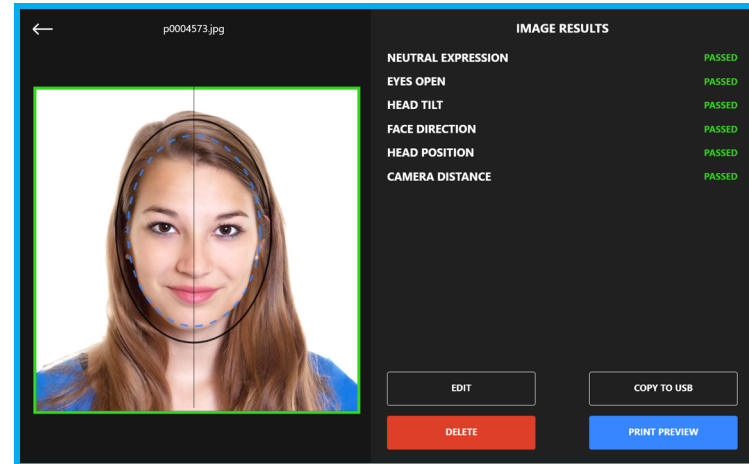 p0004573.jpg
IMAGE RESULTS
NEUTRAL EXPRESSION PASSED
EYES OPEN PASSED
HEAD TILT PASSED
FACE DIRECTION PASSED
HEAD POSITION PASSED
CAMERA DISTANCE PASSED
EDIT COPY TO USB
DELETE PRINT PREVIEW